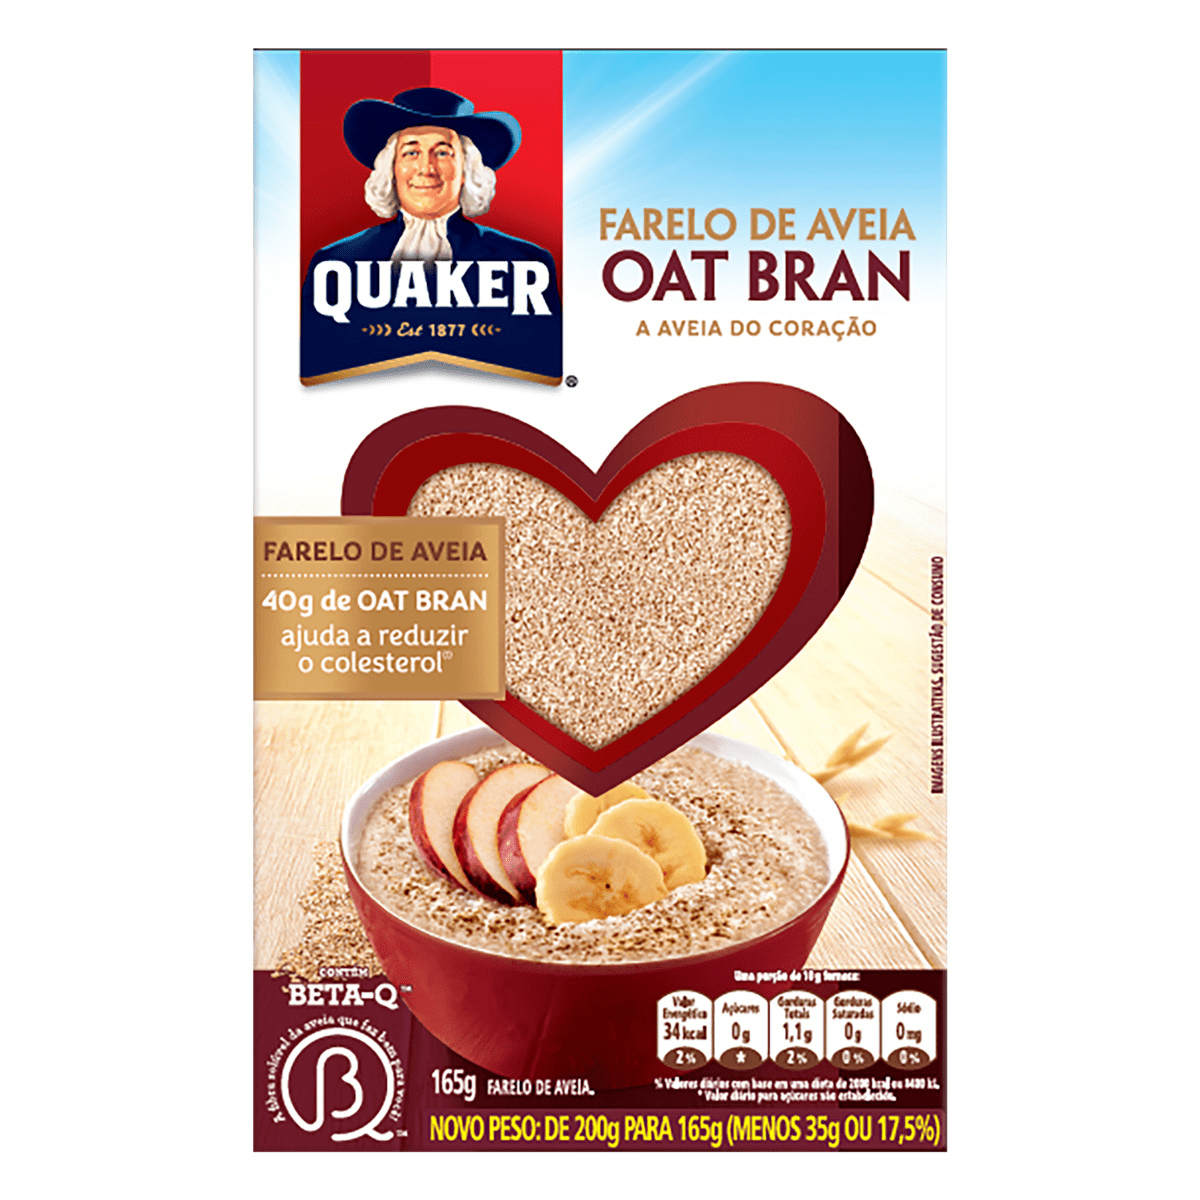 QUAKER
Est 1877
®
FARELO DE AVEIA
OAT BRAN
A AVEIA DO CORAÇÃO
FARELO DE AVEIA
40g de OAT BRAN
ajuda a reduzir
o colesterol
IMAGENS ILUSTRATIVAS. SUGESTÃO DE CONSUMO
CONTÉM
BETA-Q™
A fibra solúvel da aveia que faz bem para você!
165g FARELO DE AVEIA.
Uma porção de 18g fornece:
Valor
Energético
34 kcal
2%
Açúcares
0g
*
Gorduras
Totais
1,1g
2%
Gorduras
Saturadas
0g
0%
Sódio
0mg
0%
% Valores diários com base em uma dieta de 2000 kcal ou 8400 kJ.
* Valor diário para açúcares não estabelecido.
NOVO PESO: DE 200g PARA 165g (MENOS 35g OU 17,5%)